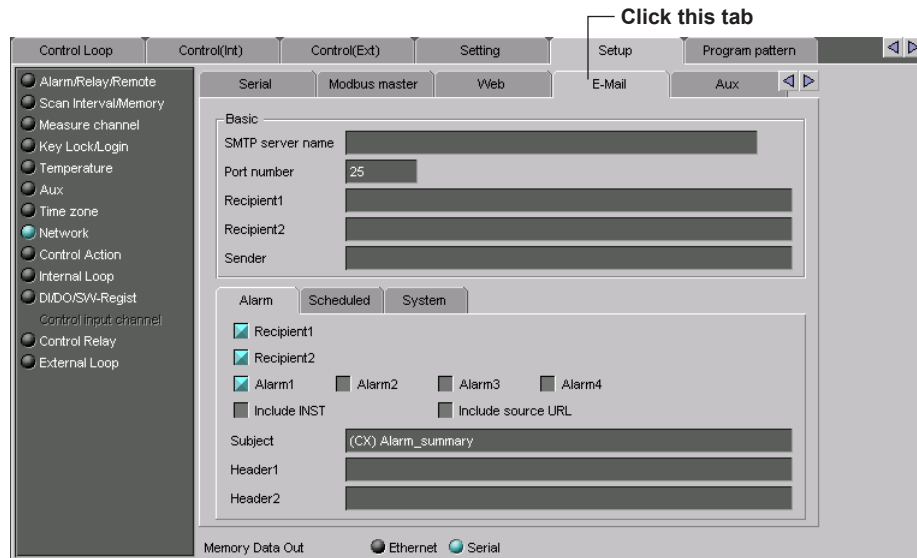 Click this tab
Control Loop Control(Int) Control(Ext) Setting Setup Program pattern
Alarm/Relay/Remote
Scan Interval/Memory
Measure channel
Key Lock/Login
Temperature
Aux
Time zone
Network
Control Action
Internal Loop
DI/DO/SW-Regist
Control input channel
Control Relay
External Loop
Serial Modbus master Web E-Mail Aux
Basic
SMTP server name
Port number 25
Recipient1
Recipient2
Sender
Alarm Scheduled System
Recipient1
Recipient2
Alarm1 Alarm2 Alarm3 Alarm4
Include INST Include source URL
Subject (CX) Alarm_summary
Header1
Header2
Memory Data Out Ethernet Serial